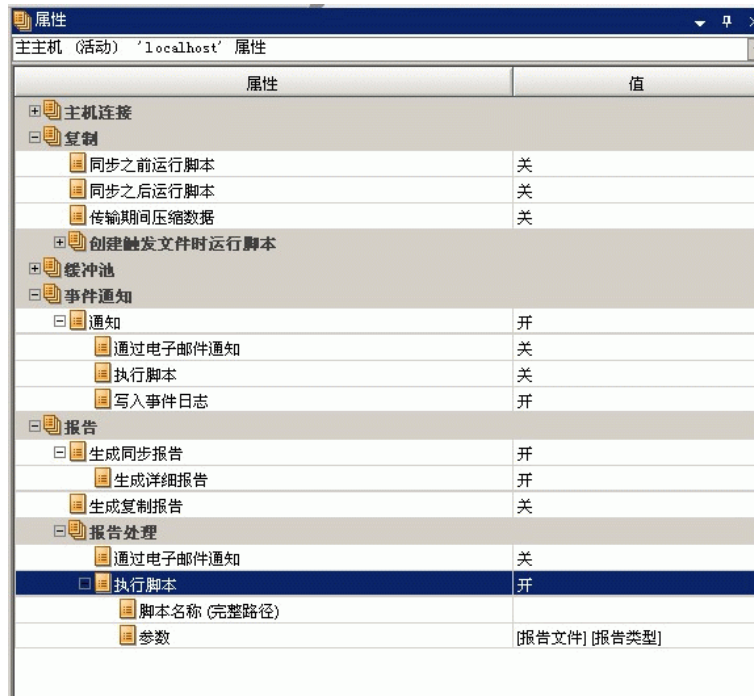 属性
主主机 (活动) 'localhost' 属性
属性 值
主机连接
复制
同步之前运行脚本 关
同步之后运行脚本 关
传输期间压缩数据 关
创建触发文件时运行脚本
缓冲池
事件通知
通知 开
通过电子邮件通知 关
执行脚本 关
写入事件日志 开
报告
生成同步报告 开
生成详细报告 开
生成复制报告 关
报告处理
通过电子邮件通知 关
执行脚本 开
脚本名称 (完整路径)
参数 [报告文件] [报告类型]